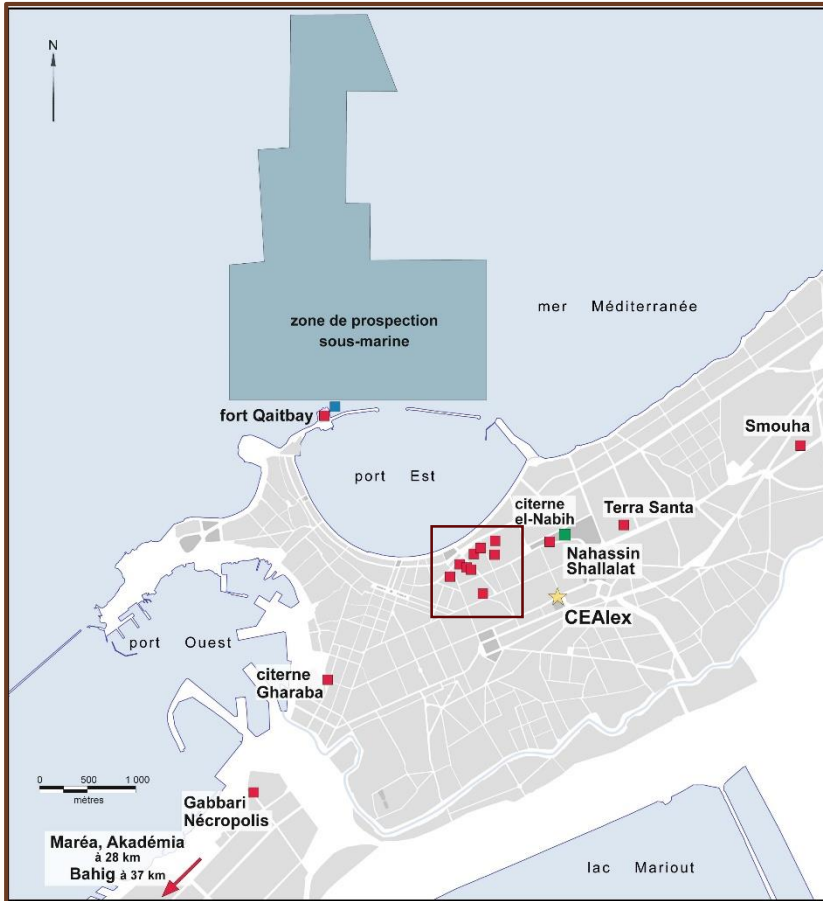 N
zone de prospection
sous-marine
mer Méditerranée
fort Qaitbay
Smouha
port Est
citerne
el-Nabih
Terra Santa
Nahassin
Shallalat
CEAlex
port Ouest
citerne
Gharaba
0 500 1 000
mètres
Gabbari
Nécropolis
Maréa, Akadémia
à 28 km
Bahig à 37 km
lac Mariout